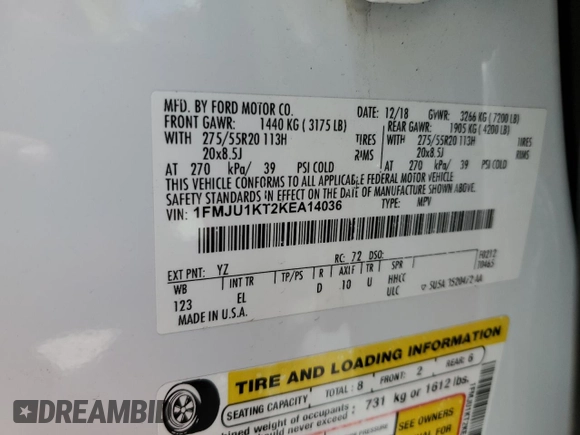 MFD. BY FORD MOTOR CO.
DATE: 12/18 GVWR: 3266 KG (7200 LB)
FRONT GAWR: 1440 KG (3175 LB) REAR GAWR: 1905 KG (4200 LB)
WITH 275/55R20 113H TIRES WITH 275/55R20 113H TIRES
20x8.5J RIMS 20x8.5J RIMS
AT 270 kPa/ 39 PSI COLD AT 270 kPa/ 39 PSI COLD
THIS VEHICLE CONFORMS TO ALL APPLICABLE FEDERAL MOTOR VEHICLE
SAFETY STANDARDS IN EFFECT ON THE DATE OF MANUFACTURE SHOWN ABOVE.
VIN: 1FMJU1KT2KEA14036
TYPE: MPV
EXT PNT: YZ RC: 72 DSO:
WB INT TR TP/PS R AXLE TR SPR
123 EL D 10 U HHCC
ULC
MADE IN U.S.A.
TIRE AND LOADING INFORMATION
SEATING CAPACITY TOTAL: 8 FRONT: 2 REAR: 6
weight of occupants 731 kg or 1612 lbs.
SEE OWNERS
DREAMBID